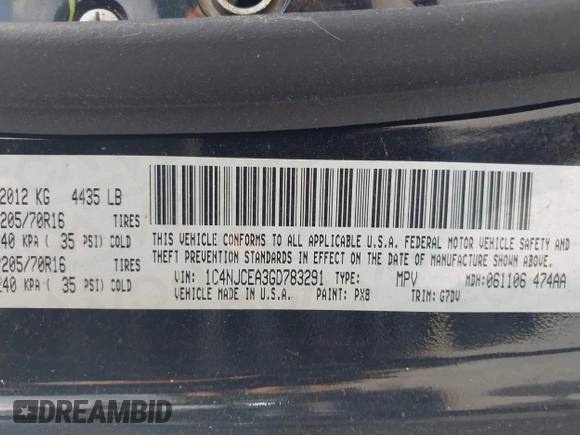 2012 KG 4435 LB
205/70R16 TIRES
240 KPA ( 35 PSI) COLD
205/70R16 TIRES
240 KPA ( 35 PSI) COLD
THIS VEHICLE CONFORMS TO ALL APPLICABLE U.S.A. FEDERAL MOTOR VEHICLE SAFETY AND
THEFT PREVENTION STANDARDS IN EFFECT ON THE DATE OF MANUFACTURE SHOWN ABOVE.
VIN: 1C4NJCEA3GD783291 TYPE: MPV MDH: 061106 474AA
VEHICLE MADE IN U.S.A. PAINT: PX8 TRIM: G7DV
DREAMBID